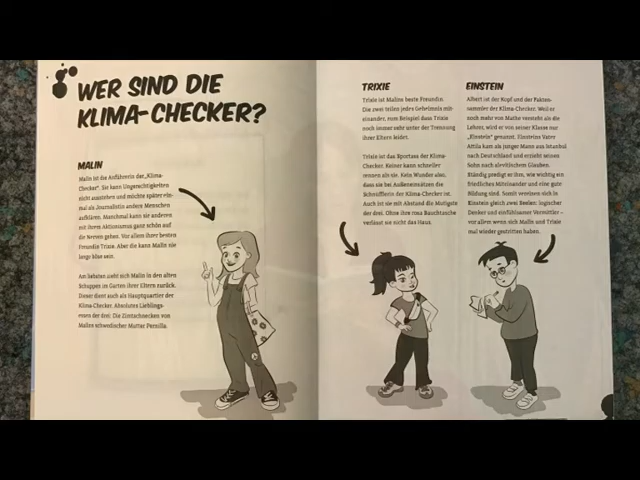 WER SIND DIE
KLIMA-CHECKER?
MALIN
Malin ist die Anführerin der „Klima-
Checker“. Sie kann Ungerechtigkeiten
nicht ausstehen und möchte später ein-
mal als Journalistin andere Menschen
aufklären. Manchmal kann sie anderen
mit ihrem Aktionismus ganz schön auf
die Nerven gehen. Vor allem ihrer besten
Freundin Trixie. Aber die kann Malin nie
lange böse sein.
Am liebsten zieht sich Malin in den alten
Schuppen im Garten ihrer Eltern zurück.
Dieser dient auch als Hauptquartier der
Klima-Checker. Absolutes Lieblings-
essen der drei: Die Zimtschnecken von
Malins schwedischer Mutter Pernilla.
TRIXIE
Trixie ist Malins beste Freundin.
Die zwei teilen jedes Geheimnis mit-
einander, zum Beispiel dass Trixie
noch immer sehr unter der Trennung
ihrer Eltern leidet.
Trixie ist das Sportass der Klima-
Checker. Keiner kann schneller
rennen als sie. Kein Wunder also,
dass sie bei Außeneinsätzen die
Schnüfflerin der Klima-Checker ist.
Auch ist sie mit Abstand die Mutigste
der drei. Ohne ihre rosa Bauchtasche
verlässt sie nicht das Haus.
EINSTEIN
Albert ist der Kopf und der Fakten-
sammler der Klima-Checker. Weil er
noch mehr von Mathe versteht als die
Lehrer, wird er von seiner Klasse nur
„Einstein“ genannt. Einsteins Vater
Attila kam als junger Mann aus Istanbul
nach Deutschland und erzieht seinen
Sohn nach alevitischem Glauben.
Ständig predigt er ihm, wie wichtig ein
friedliches Miteinander und eine gute
Bildung sind. Somit vereinen sich in
Einstein gleich zwei Seelen: logischer
Denker und einfühlsamer Vermittler –
vor allem wenn sich Malin und Trixie
mal wieder gestritten haben.